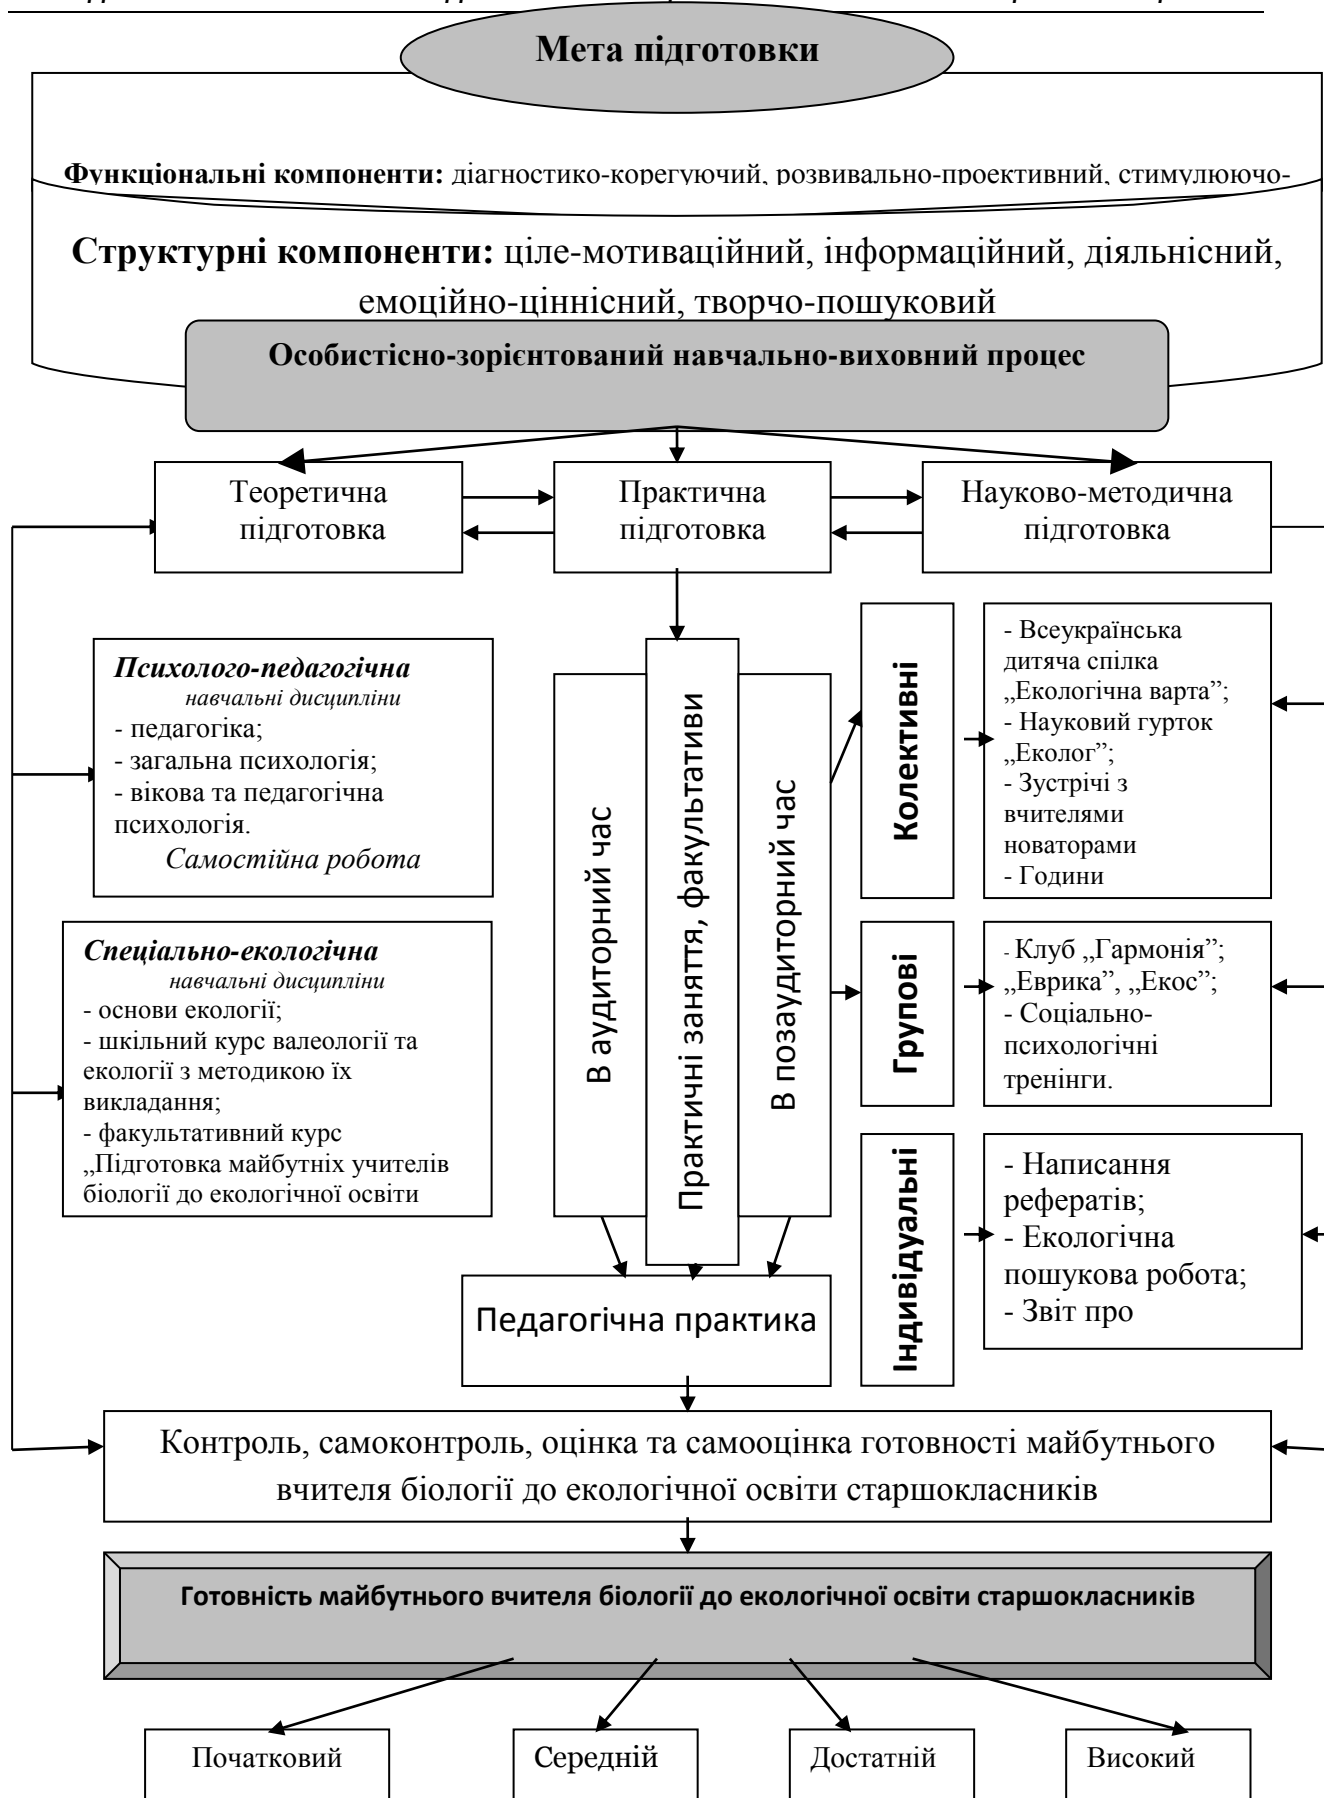 Мета підготовки
Функціональні компоненти: діагностико-корегуючий, розвивально-проективний, стимулюючо-
Структурні компоненти: ціле-мотиваційний, інформаційний, діяльнісний,
емоційно-ціннісний, творчо-пошуковий
Особистісно-зорієнтований навчально-виховний процес
Теоретична
підготовка
Практична
підготовка
Науково-методична
підготовка
Психолого-педагогічна
навчальні дисципліни
- педагогіка;
- загальна психологія;
- вікова та педагогічна
психологія.
Самостійна робота
Спеціально-екологічна
навчальні дисципліни
- основи екології;
- шкільний курс валеології та
екології з методикою їх
викладання;
- факультативний курс
„Підготовка майбутніх учителів
біології до екологічної освіти
В аудиторний час
Практичні заняття, факультативи
В позаудиторний час
Колективні
- Всеукраїнська
дитяча спілка
„Екологічна варта”;
- Науковий гурток
„Еколог”;
- Зустрічі з
вчителями
новаторами
- Години
Групові
- Клуб „Гармонія”;
„Еврика”, „Екос”;
- Соціально-
психологічні
тренінги.
Індивідуальні
- Написання
рефератів;
- Екологічна
пошукова робота;
- Звіт про
Педагогічна практика
Контроль, самоконтроль, оцінка та самооцінка готовності майбутнього
вчителя біології до екологічної освіти старшокласників
Готовність майбутнього вчителя біології до екологічної освіти старшокласників
Початковий
Середній
Достатній
Високий